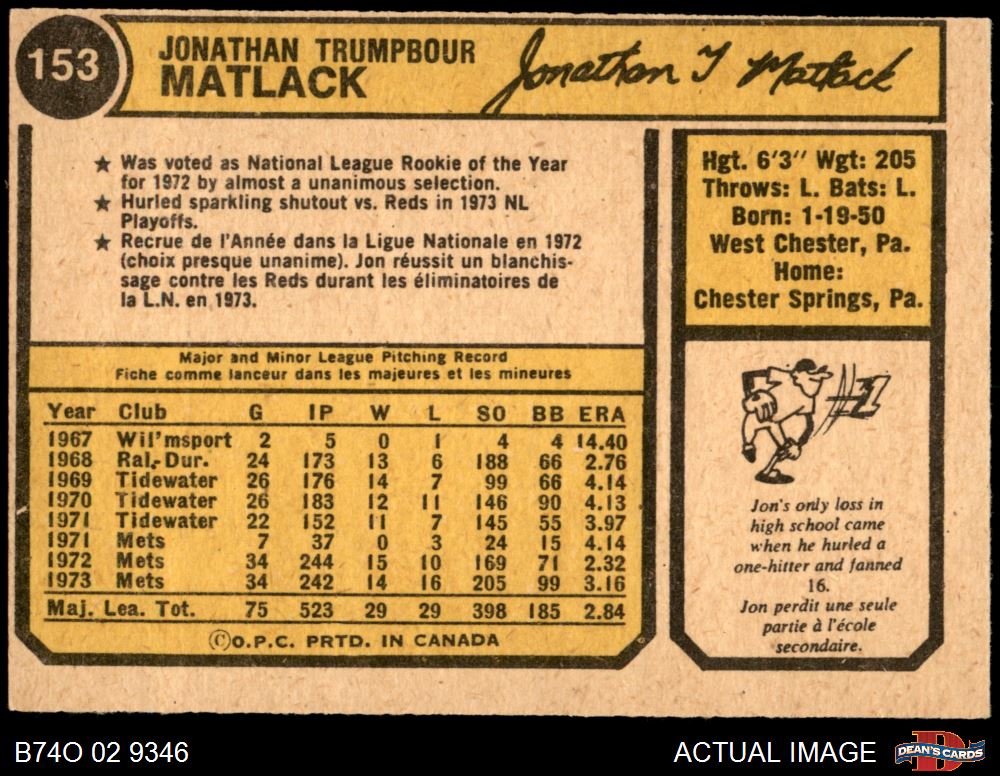 153
JONATHAN TRUMPBOUR
MATLACK
Jonathan T Matlack
★ Was voted as National League Rookie of the Year
for 1972 by almost a unanimous selection.
★ Hurled sparkling shutout vs. Reds in 1973 NL
Playoffs.
★ Recrue de l'Année dans la Ligue Nationale en 1972
(choix presque unanime). Jon réussit un blanchis-
sage contre les Reds durant les éliminatoires de
la L.N. en 1973.
Hgt. 6'3" Wgt: 205
Throws: L. Bats: L.
Born: 1-19-50
West Chester, Pa.
Home:
Chester Springs, Pa.
Major and Minor League Pitching Record
Fiche comme lanceur dans les majeures et les mineures
Year Club G IP W L SO BB ERA
1967 Wil'msport 2 5 0 1 4 4 14.40
1968 Ral.-Dur. 24 173 13 6 188 66 2.76
1969 Tidewater 26 176 14 7 99 66 4.14
1970 Tidewater 26 183 12 11 146 90 4.13
1971 Tidewater 22 152 11 7 145 55 3.97
1971 Mets 7 37 0 3 24 15 4.14
1972 Mets 34 244 15 10 169 71 2.32
1973 Mets 34 242 14 16 205 99 3.16
Maj. Lea. Tot. 75 523 29 29 398 185 2.84
©O.P.C. PRTD. IN CANADA
#1
Jon's only loss in
high school came
when he hurled a
one-hitter and fanned
16.
Jon perdit une seule
partie à l'école
secondaire.
B74O 02 9346
ACTUAL IMAGE
DEAN'S CARDS